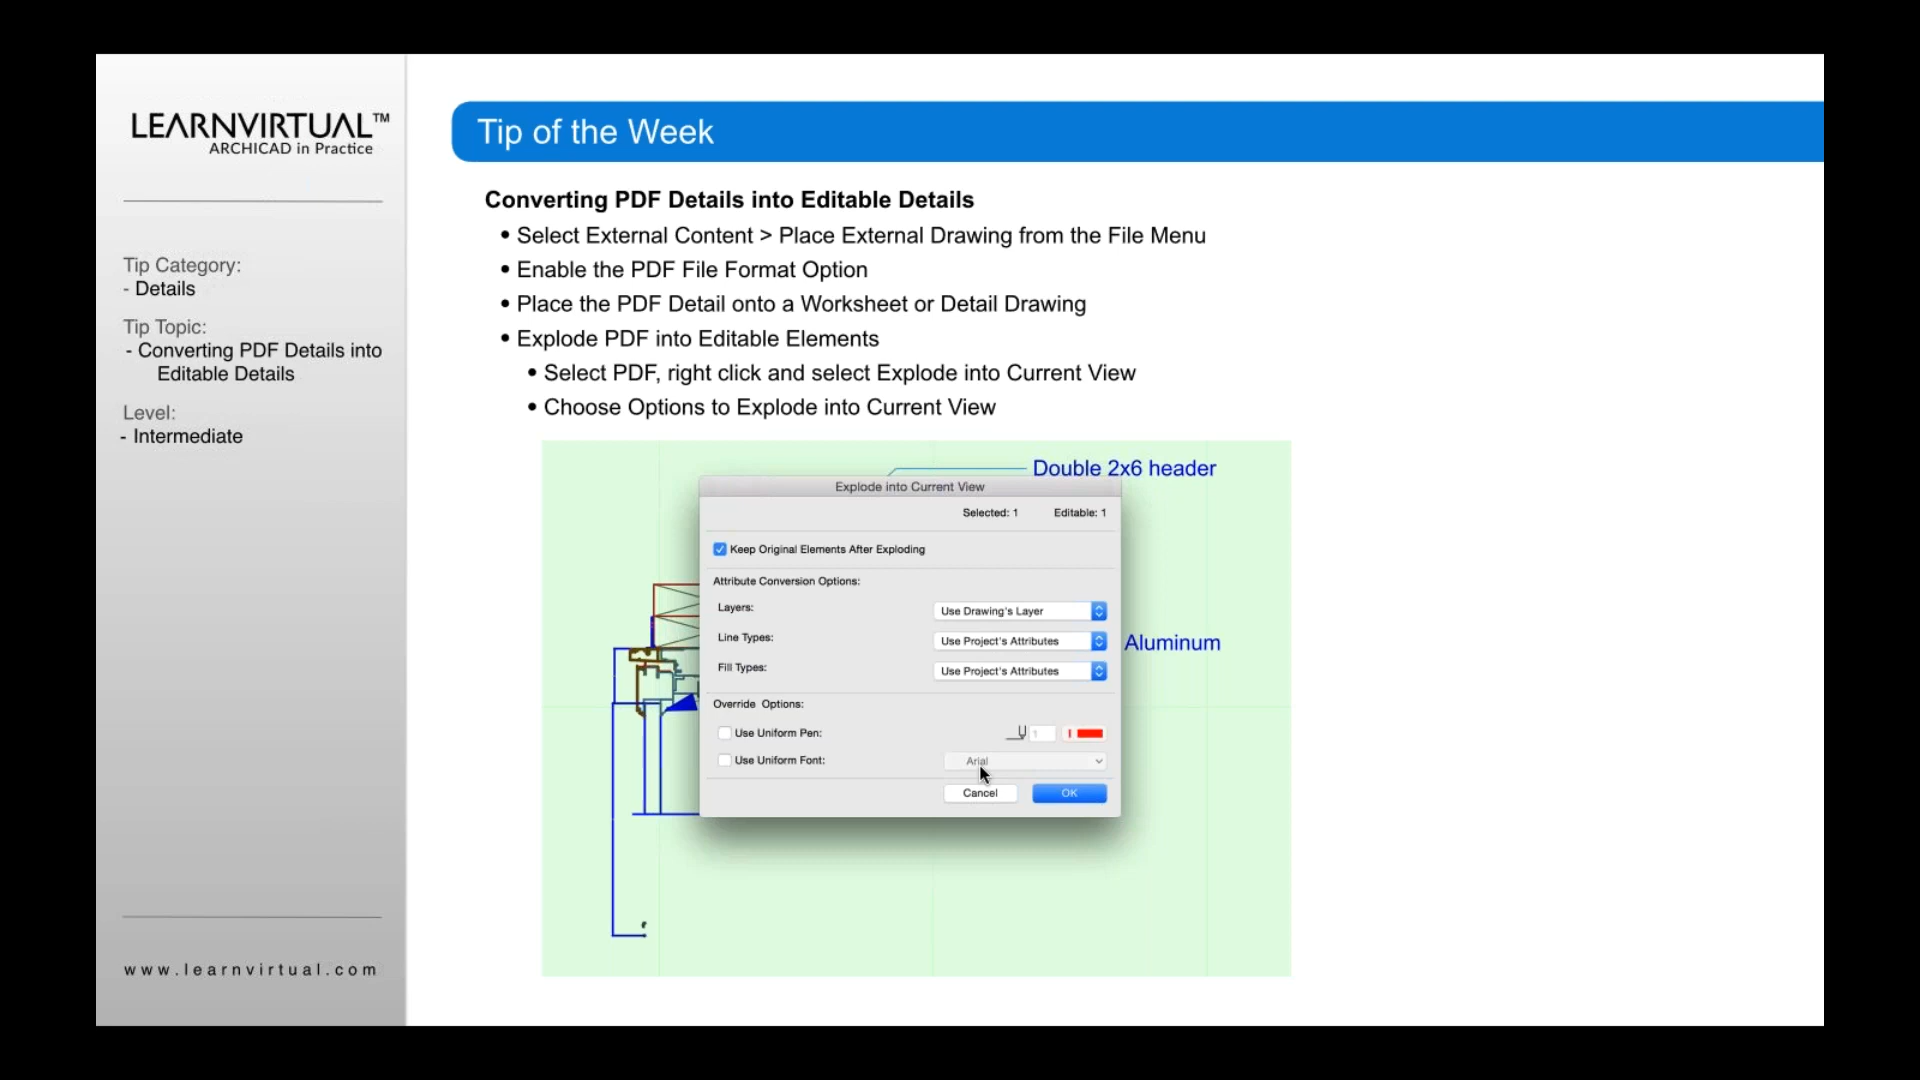 LEARNVIRTUAL™
ARCHICAD in Practice
Tip Category:
- Details
Tip Topic:
- Converting PDF Details into
Editable Details
Level:
- Intermediate
www.learnvirtual.com
Tip of the Week
Converting PDF Details into Editable Details
• Select External Content > Place External Drawing from the File Menu
• Enable the PDF File Format Option
• Place the PDF Detail onto a Worksheet or Detail Drawing
• Explode PDF into Editable Elements
• Select PDF, right click and select Explode into Current View
• Choose Options to Explode into Current View
Double 2x6 header
Explode into Current View
Selected: 1 Editable: 1
Keep Original Elements After Exploding
Attribute Conversion Options:
Layers: Use Drawing's Layer
Line Types: Use Project's Attributes
Aluminum
Fill Types: Use Project's Attributes
Override Options:
Use Uniform Pen: 1
Use Uniform Font: Arial
Cancel OK